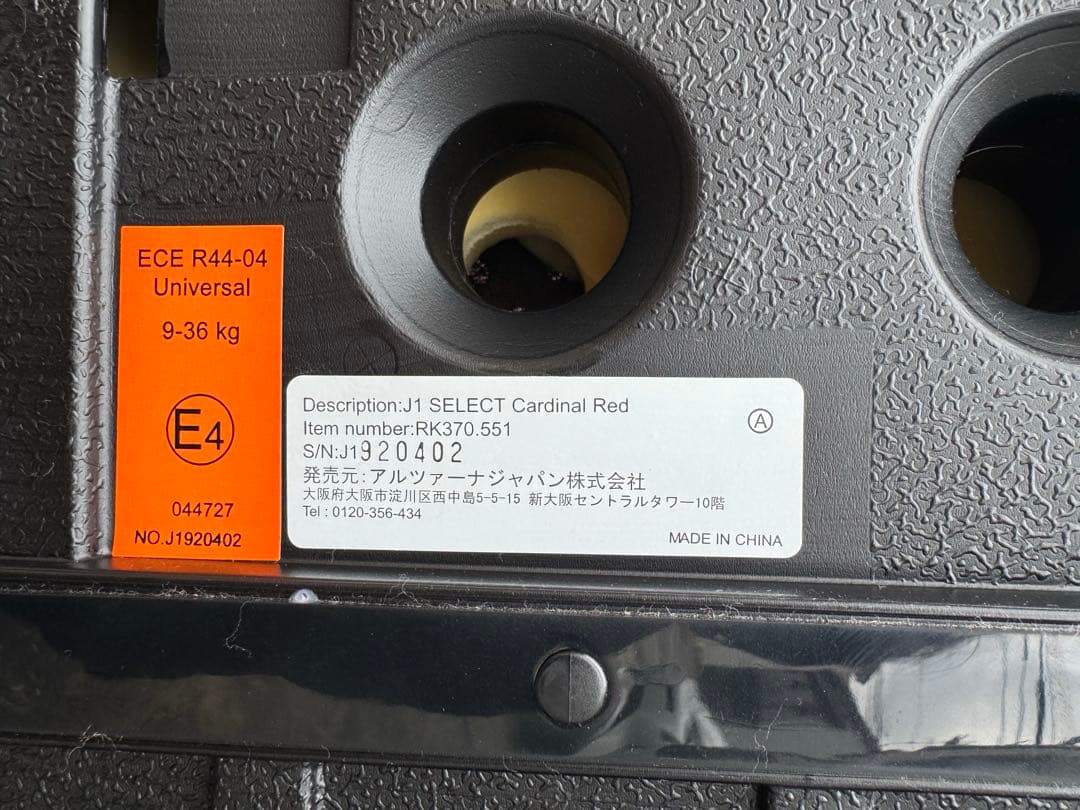 ECE R44-04
Universal
9-36 kg
E4
044727
NO.J1920402
Description:J1 SELECT Cardinal Red
Item number:RK370.551
S/N:J1920402
発売元:アルツァーナジャパン株式会社
大阪府大阪市淀川区西中島5-5-15 新大阪セントラルタワー10階
Tel : 0120-356-434
A
MADE IN CHINA